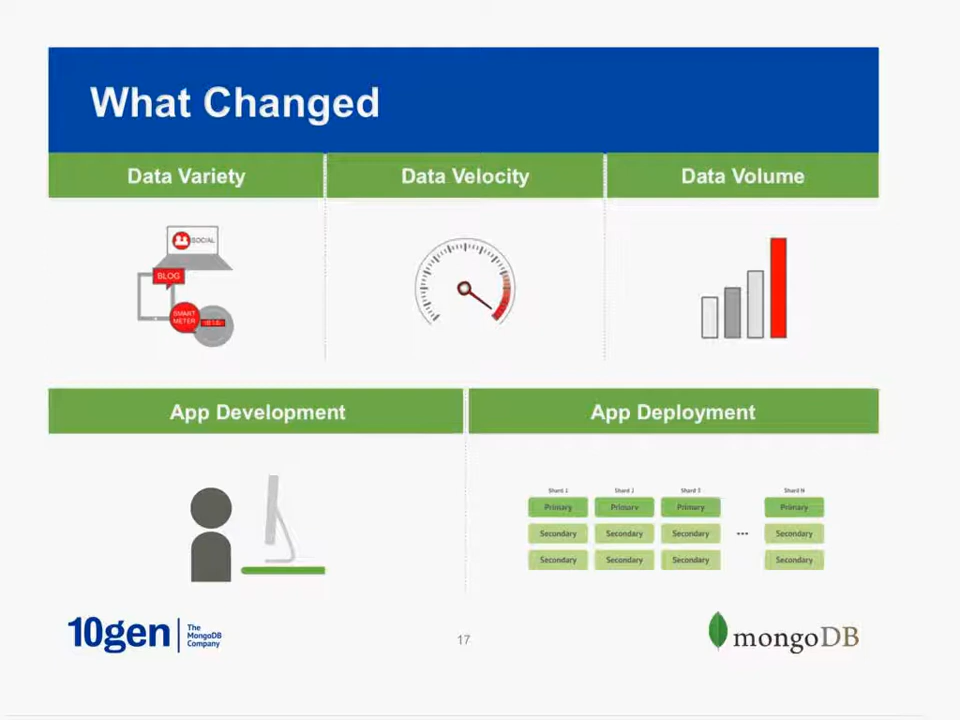 What Changed
Data Variety
Data Velocity
Data Volume
SOCIAL
BLOG
SMART
METER
App Development
App Deployment
Shard 1
Shard 2
Shard 3
Shard N
Primary
Primary
Primary
Primary
Secondary
Secondary
Secondary
...
Secondary
Secondary
Secondary
Secondary
Secondary
10gen
The
MongoDB
Company
17
mongoDB